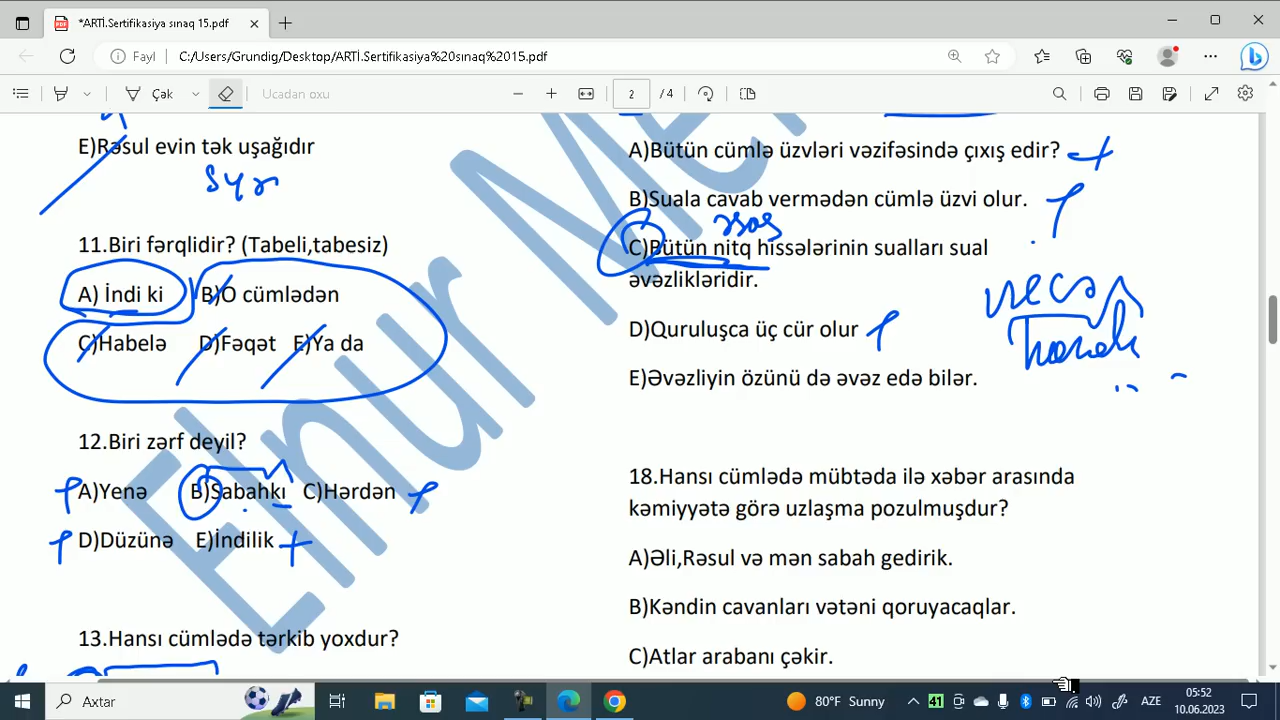 *ARTİ.Sertifikasiya sınaq 15.pdf
Fayl
C:/Users/Grundig/Desktop/ARTİ.Sertifikasiya%20sınaq%2015.pdf
Çək
Ucadan oxu
2
/ 4
E)Rəsul evin tək uşağıdır
11.Biri fərqlidir? (Tabeli,tabesiz)
A) İndi ki B)O cümlədən
C)Habelə D)Fəqət E)Ya da
12.Biri zərf deyil?
A)Yenə B)Sabahkı C)Hərdən
D)Düzünə E)İndilik
13.Hansı cümlədə tərkib yoxdur?
A)Bütün cümlə üzvləri vəzifəsində çıxış edir?
B)Suala cavab vermədən cümlə üzvi olur.
əsas
C)Bütün nitq hissələrinin sualları sual
əvəzlikləridir.
D)Quruluşca üç cür olur
E)Əvəzliyin özünü də əvəz edə bilər.
18.Hansı cümlədə mübtəda ilə xəbər arasında
kəmiyyətə görə uzlaşma pozulmuşdur?
A)Əli,Rəsul və mən sabah gedirik.
B)Kəndin cavanları vətəni qoruyacaqlar.
C)Atlar arabanı çəkir.
Elnur Me
Axtar
80°F Sunny
41
AZE
05:52
10.06.2023